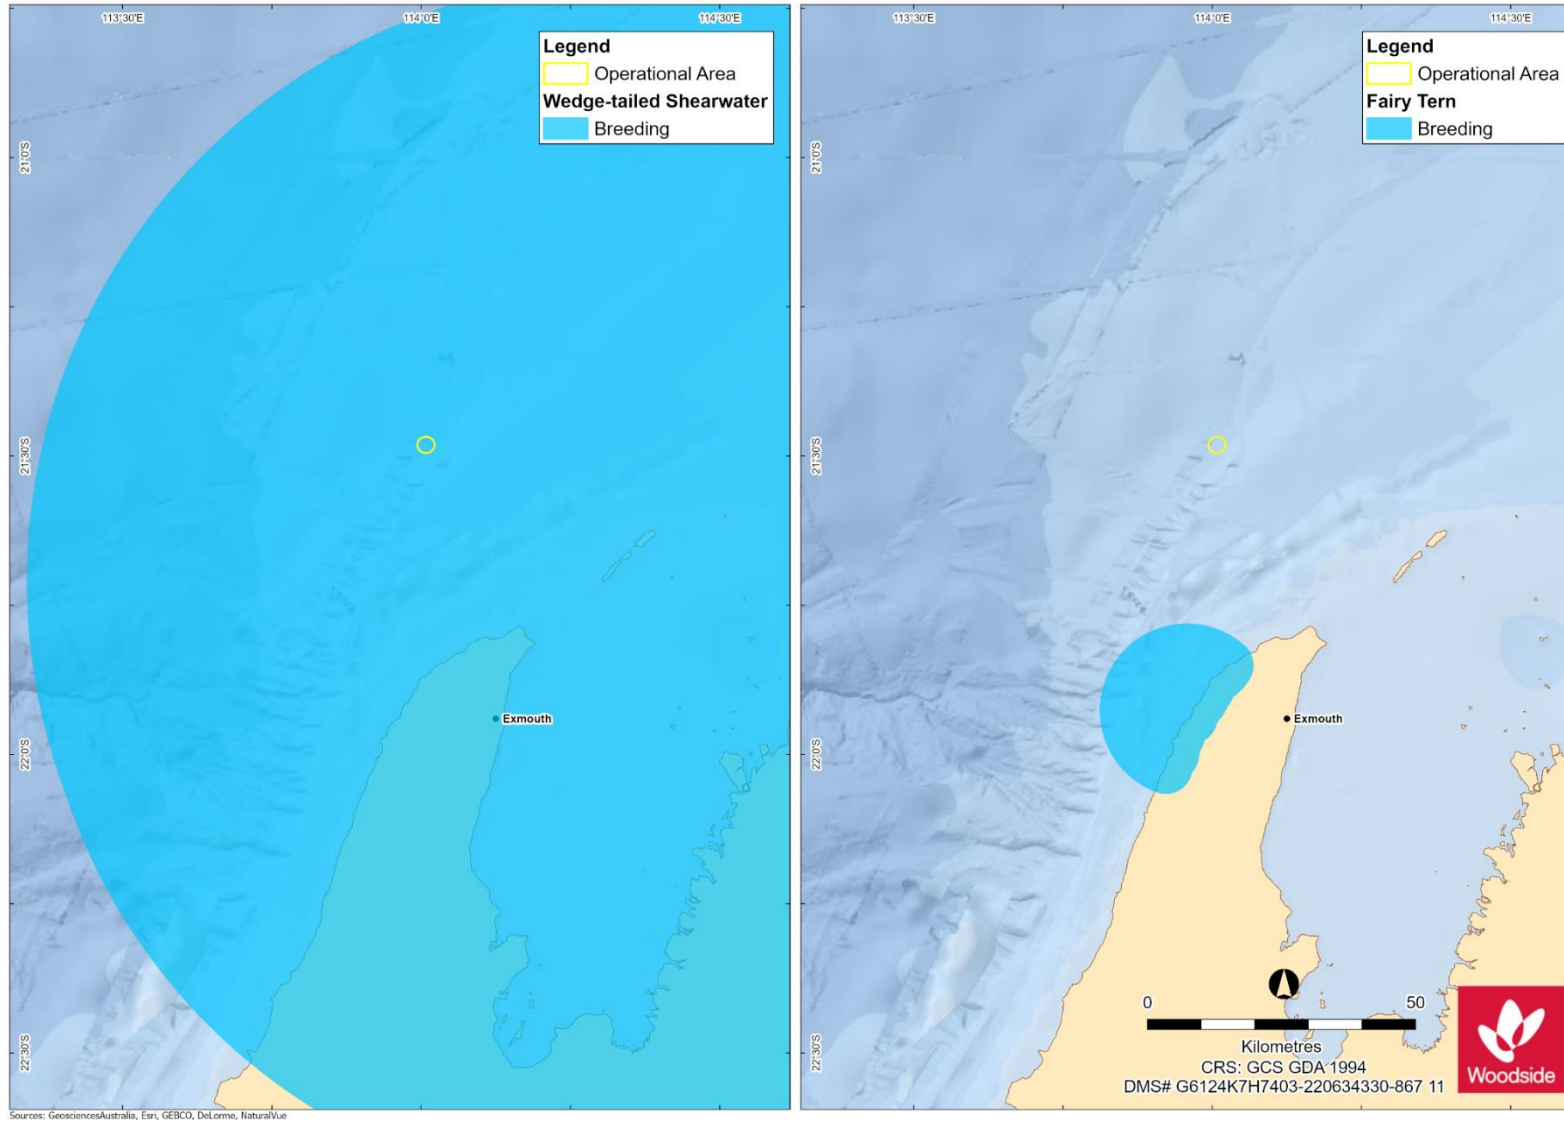 113°30'E
114°0'E
114°30'E
Legend
Operational Area
Wedge-tailed Shearwater
Breeding
21°0'S
21°30'S
22°0'S
22°30'S
Exmouth
Sources: GeosciencesAustralia, Esri, GEBCO, DeLorme, NaturalVue
113°30'E
114°0'E
114°30'E
Legend
Operational Area
Fairy Tern
Breeding
21°0'S
21°30'S
22°0'S
22°30'S
Exmouth
0 50
Kilometres
CRS: GCS GDA 1994
DMS# G6124K7H7403-220634330-867 11
Woodside